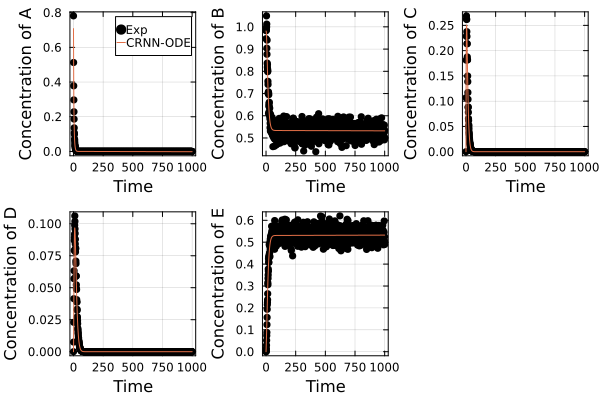 Concentration of A
0.8
0.6
0.4
0.2
0.0
0 250 500 750 1000
Time
Exp
CRNN-ODE
Concentration of B
1.0
0.9
0.8
0.7
0.6
0.5
0 250 500 750 1000
Time
Concentration of C
0.25
0.20
0.15
0.10
0.05
0.00
0 250 500 750 1000
Time
Concentration of D
0.100
0.075
0.050
0.025
0.000
0 250 500 750 1000
Time
Concentration of E
0.6
0.5
0.4
0.3
0.2
0.1
0.0
0 250 500 750 1000
Time